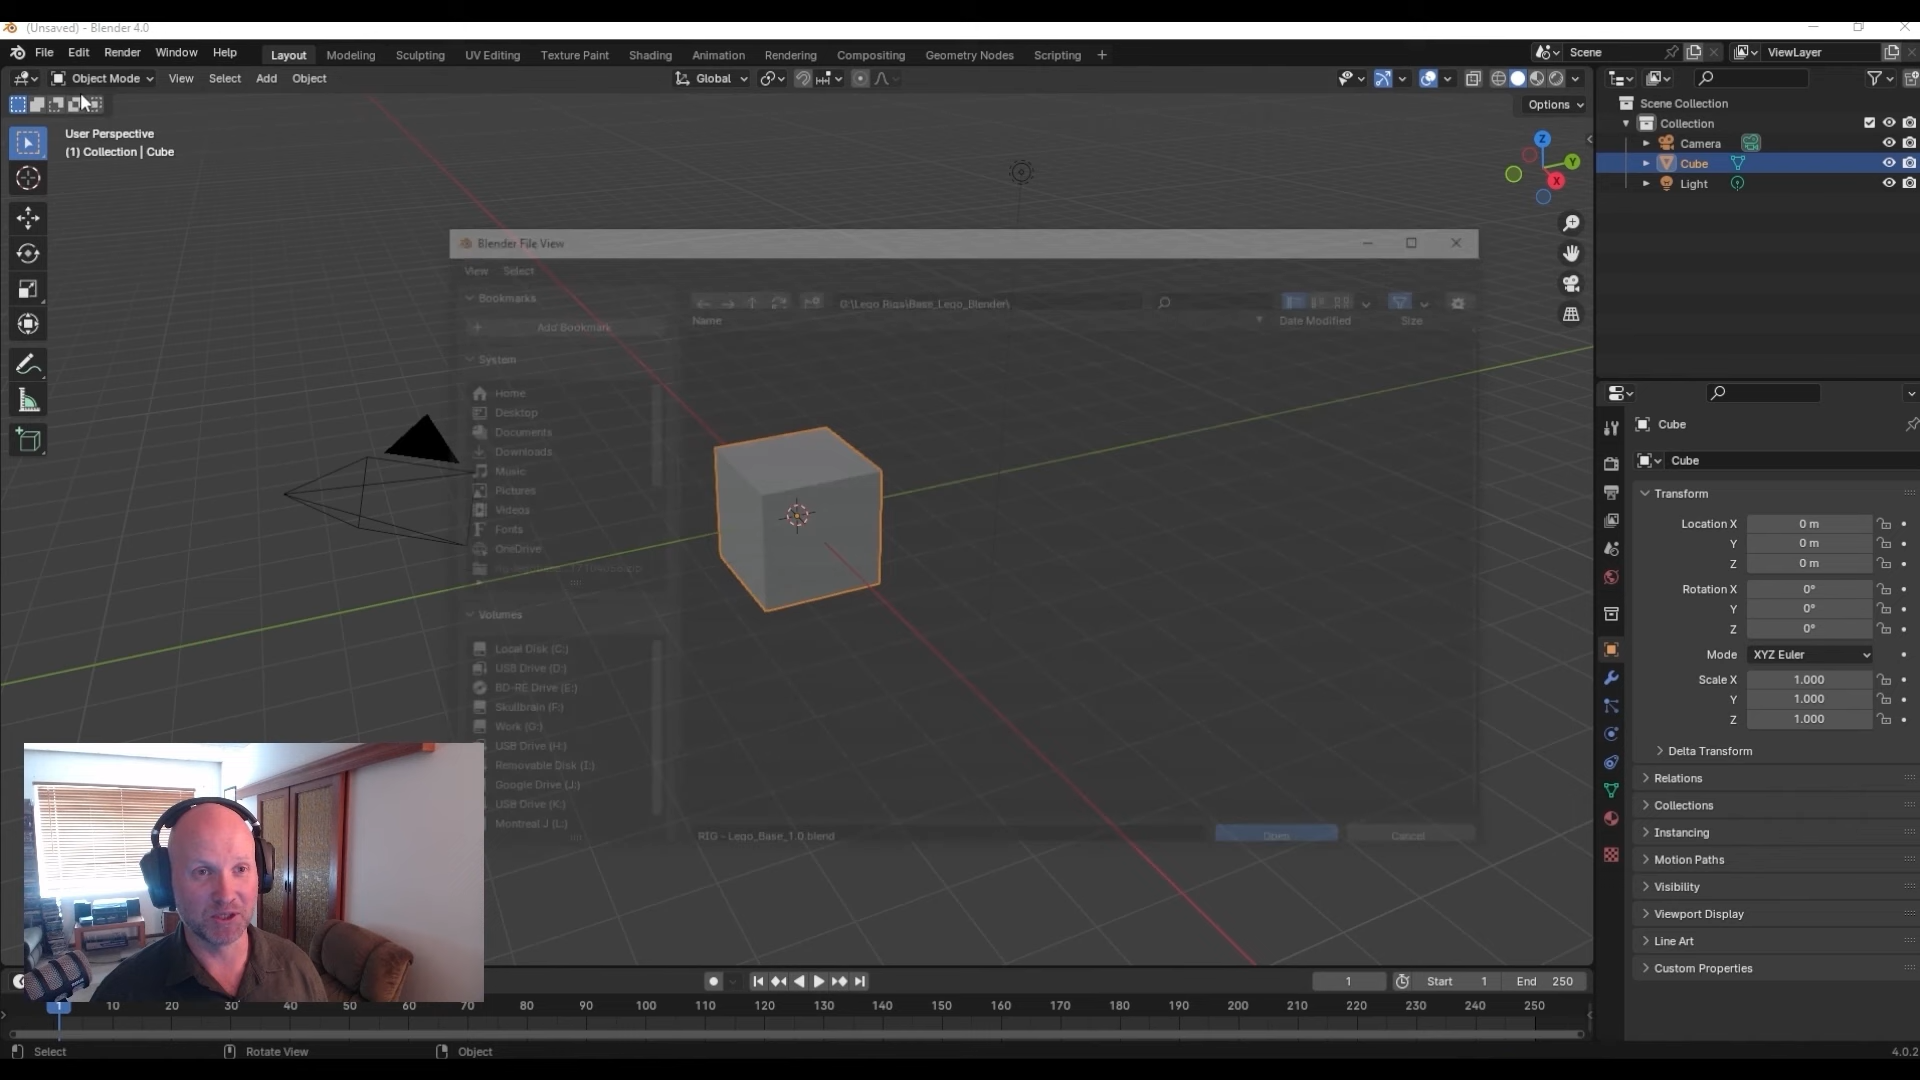 (Unsaved) - Blender 4.0
File Edit Render Window Help
Layout Modeling Sculpting UV Editing Texture Paint Shading Animation Rendering Compositing Geometry Nodes Scripting +
Scene
ViewLayer
Object Mode View Select Add Object
Global
Options
User Perspective
(1) Collection | Cube
Z
Y
X
Scene Collection
Collection
Camera
Cube
Light
Blender File View
View Select
Bookmarks
Add Bookmark
System
Home
Desktop
Documents
Downloads
Music
Pictures
Videos
Fonts
OneDrive
Volumes
Local Disk (C:)
USB Drive (D:)
BD-RE Drive (E:)
Skullbrain (F:)
Work (G:)
USB Drive (H:)
Removable Disk (I:)
Google Drive (J:)
USB Drive (K:)
Montreal J (L:)
G:\Lego Rigs\Base_Lego_Blender\
Name Date Modified Size
RIG - Lego_Base_1.0.blend
Open Cancel
Cube
Cube
Transform
Location X 0 m
Y 0 m
Z 0 m
Rotation X 0°
Y 0°
Z 0°
Mode XYZ Euler
Scale X 1.000
Y 1.000
Z 1.000
Delta Transform
Relations
Collections
Instancing
Motion Paths
Visibility
Viewport Display
Line Art
Custom Properties
1 Start 1 End 250
1 10 20 30 40 50 60 70 80 90 100 110 120 130 140 150 160 170 180 190 200 210 220 230 240 250
Select Rotate View Object
4.0.2